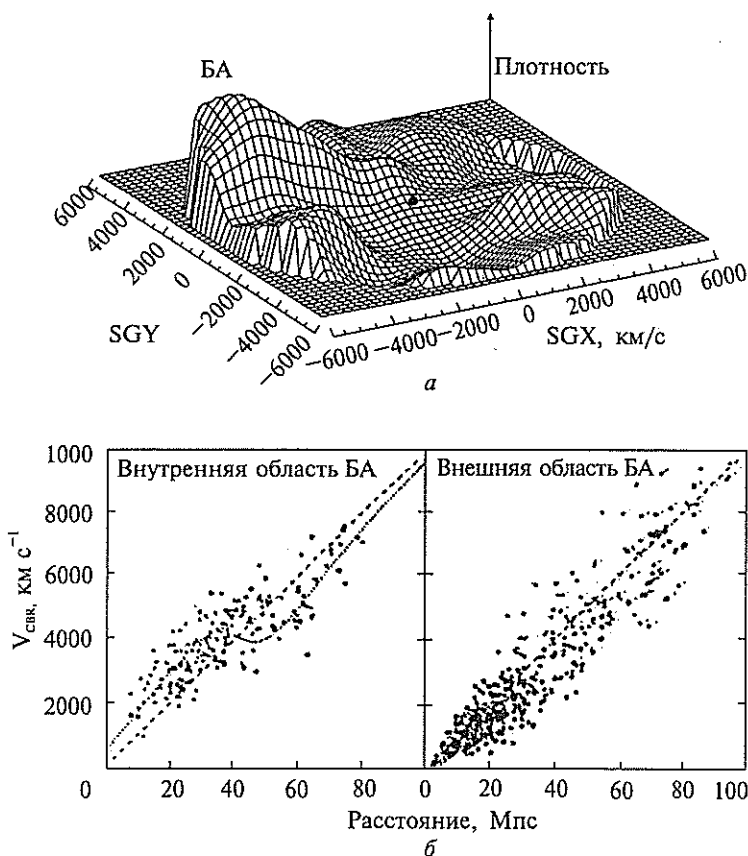 БА
Плотность
6000
4000
2000
0
−2000
−4000
−6000
SGY
−6000
−4000
−2000
0
2000
4000
6000
SGX, км/с
а
1000
8000
6000
4000
2000
0
V свк, км с⁻¹
Внутренняя область БА
Внешняя область БА
20 40 60 80 0 20 40 60 80 100
Расстояние, Мпс
б